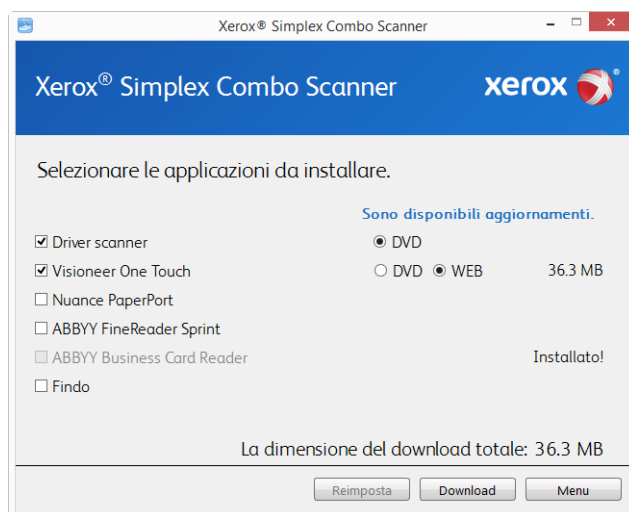 Xerox® Simplex Combo Scanner
Xerox® Simplex Combo Scanner xerox ®
Selezionare le applicazioni da installare.
Sono disponibili aggiornamenti.
Driver scanner DVD
Visioneer One Touch DVD WEB 36.3 MB
Nuance PaperPort
ABBYY FineReader Sprint
ABBYY Business Card Reader Installato!
Findo
La dimensione del download totale: 36.3 MB
Reimposta Download Menu